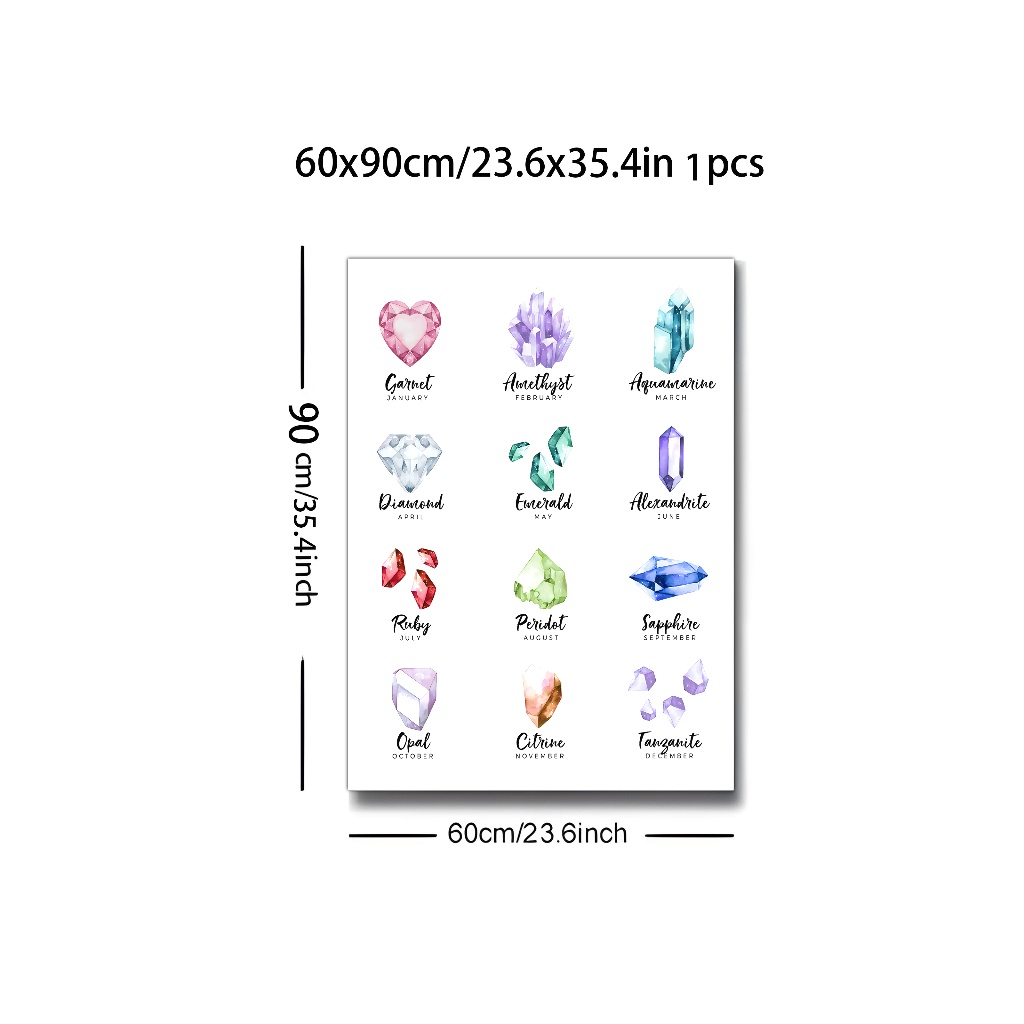 60x90cm/23.6x35.4in 1pcs
90 cm/35.4inch
Garnet
JANUARY
Amethyst
FEBRUARY
Aquamarine
MARCH
Diamond
APRIL
Emerald
MAY
Alexandrite
JUNE
Ruby
JULY
Peridot
AUGUST
Sapphire
SEPTEMBER
Opal
OCTOBER
Citrine
NOVEMBER
Tanzanite
DECEMBER
60cm/23.6inch